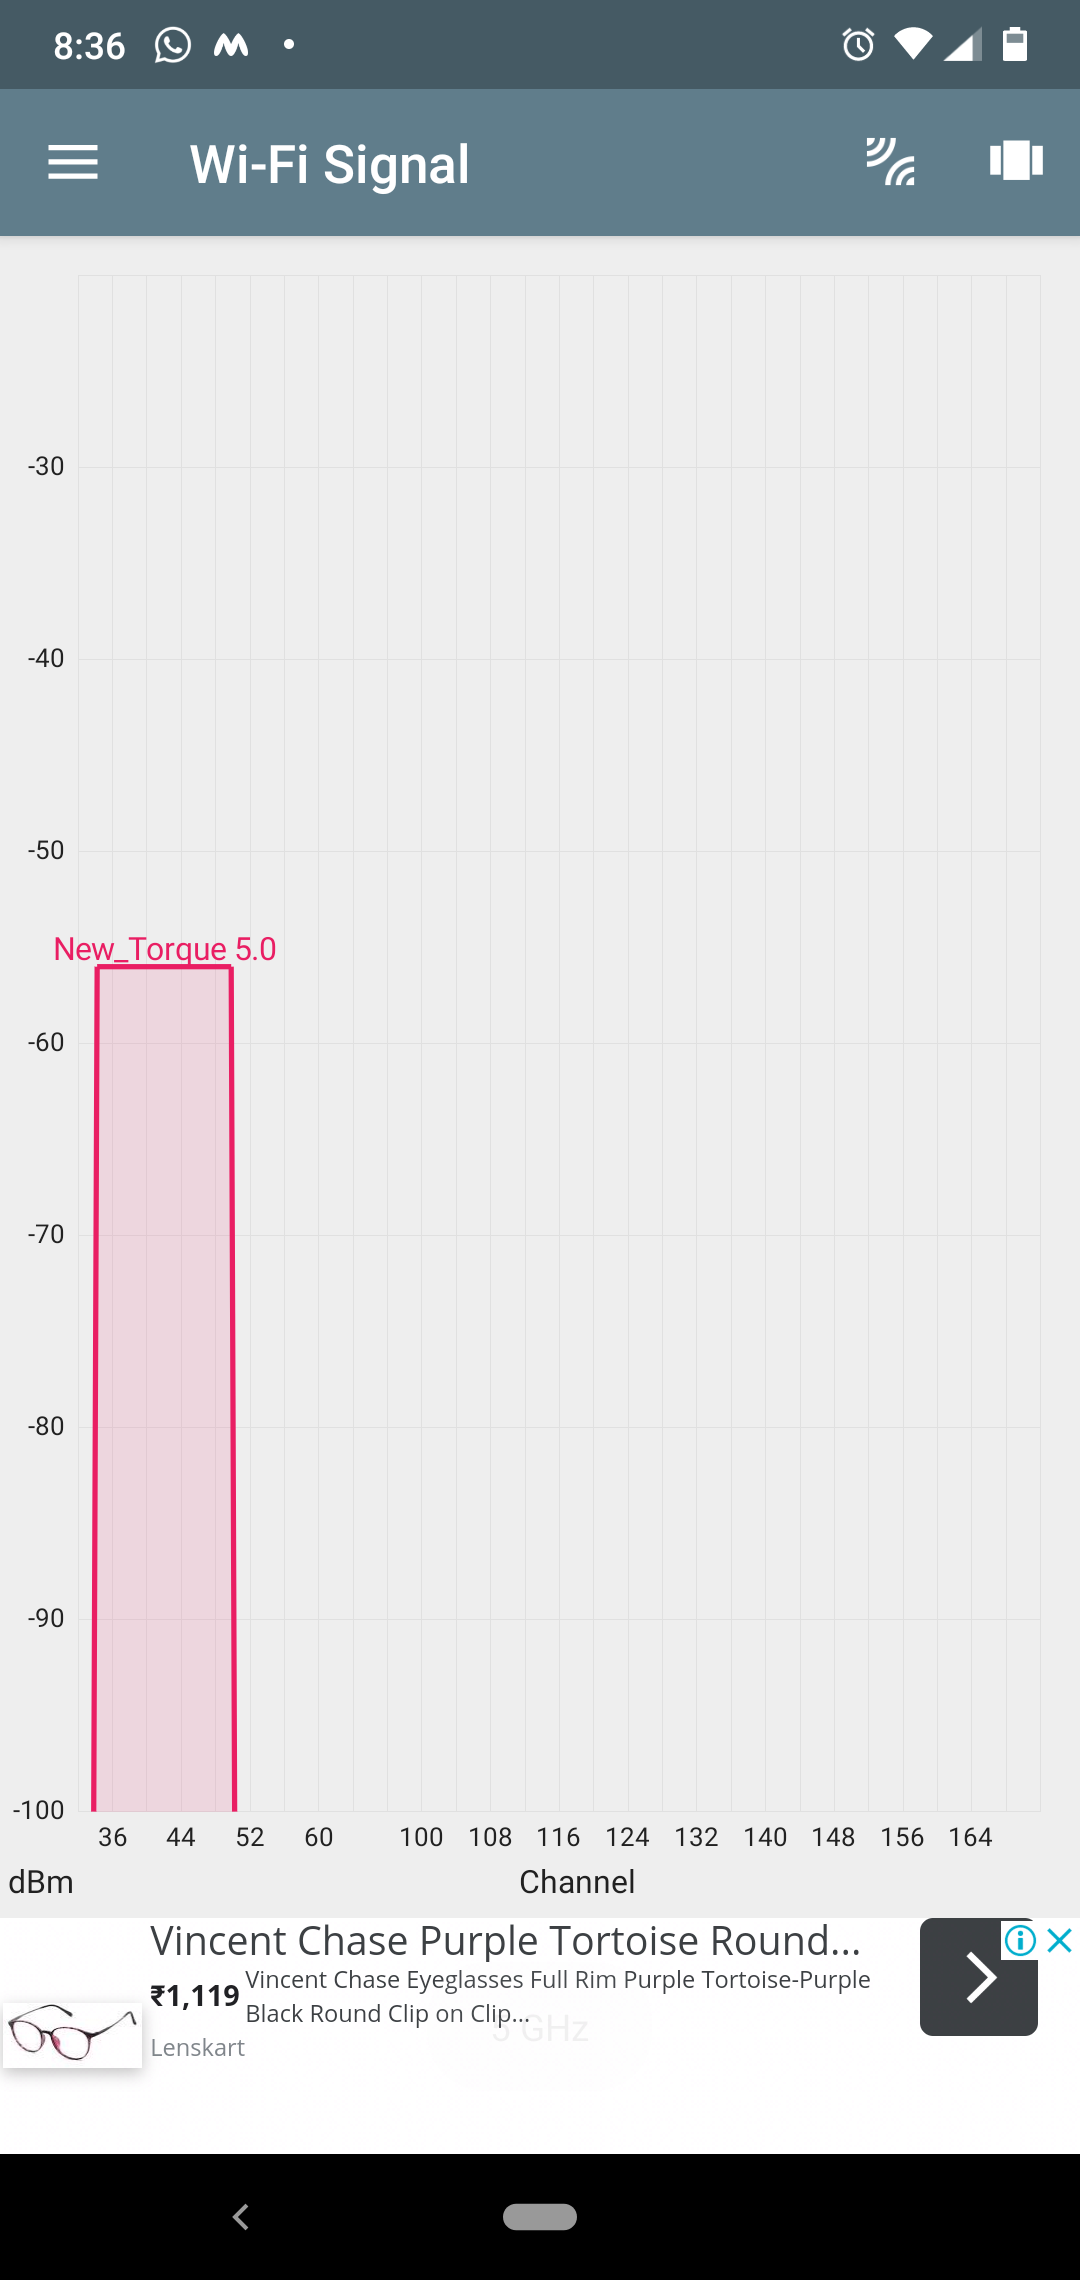 8:36
Wi-Fi Signal
-30
-40
-50
New_Torque 5.0
-60
-70
-80
-90
-100
36 44 52 60 100 108 116 124 132 140 148 156 164
dBm Channel
Vincent Chase Purple Tortoise Round...
₹1,119 Vincent Chase Eyeglasses Full Rim Purple Tortoise-Purple
Black Round Clip on Clip...
5 GHz
Lenskart